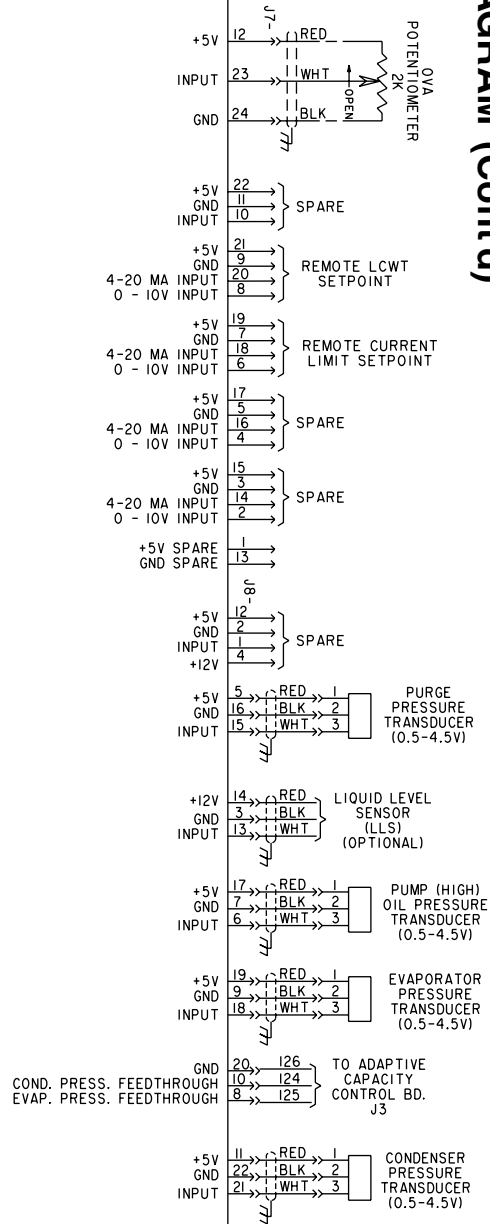 AGRAM (Cont'd)
J7-
+5V 12 RED
INPUT 23 WHT
GND 24 BLK
OPEN
OVA
POTENTIOMETER
2K
+5V 22
GND 11
INPUT 10
SPARE
+5V 21
GND 9
4-20 MA INPUT 20
0 - 10V INPUT 8
REMOTE LCWT
SETPOINT
+5V 19
GND 7
4-20 MA INPUT 18
0 - 10V INPUT 6
REMOTE CURRENT
LIMIT SETPOINT
+5V 17
GND 5
4-20 MA INPUT 16
0 - 10V INPUT 4
SPARE
+5V 15
GND 3
4-20 MA INPUT 14
0 - 10V INPUT 2
SPARE
+5V SPARE 1
GND SPARE 13
J8-
+5V 12
GND 2
INPUT 1
+12V 4
SPARE
+5V 5 RED 1
GND 16 BLK 2
INPUT 15 WHT 3
PURGE
PRESSURE
TRANSDUCER
(0.5-4.5V)
+12V 14 RED
GND 3 BLK
INPUT 13 WHT
LIQUID LEVEL
SENSOR
(LLS)
(OPTIONAL)
+5V 17 RED 1
GND 7 BLK 2
INPUT 6 WHT 3
PUMP (HIGH)
OIL PRESSURE
TRANSDUCER
(0.5-4.5V)
+5V 19 RED 1
GND 9 BLK 2
INPUT 18 WHT 3
EVAPORATOR
PRESSURE
TRANSDUCER
(0.5-4.5V)
GND 20 126
COND. PRESS. FEEDTHROUGH 10 124
EVAP. PRESS. FEEDTHROUGH 8 125
TO ADAPTIVE
CAPACITY
CONTROL BD.
J3
+5V 11 RED 1
GND 22 BLK 2
INPUT 21 WHT 3
CONDENSER
PRESSURE
TRANSDUCER
(0.5-4.5V)